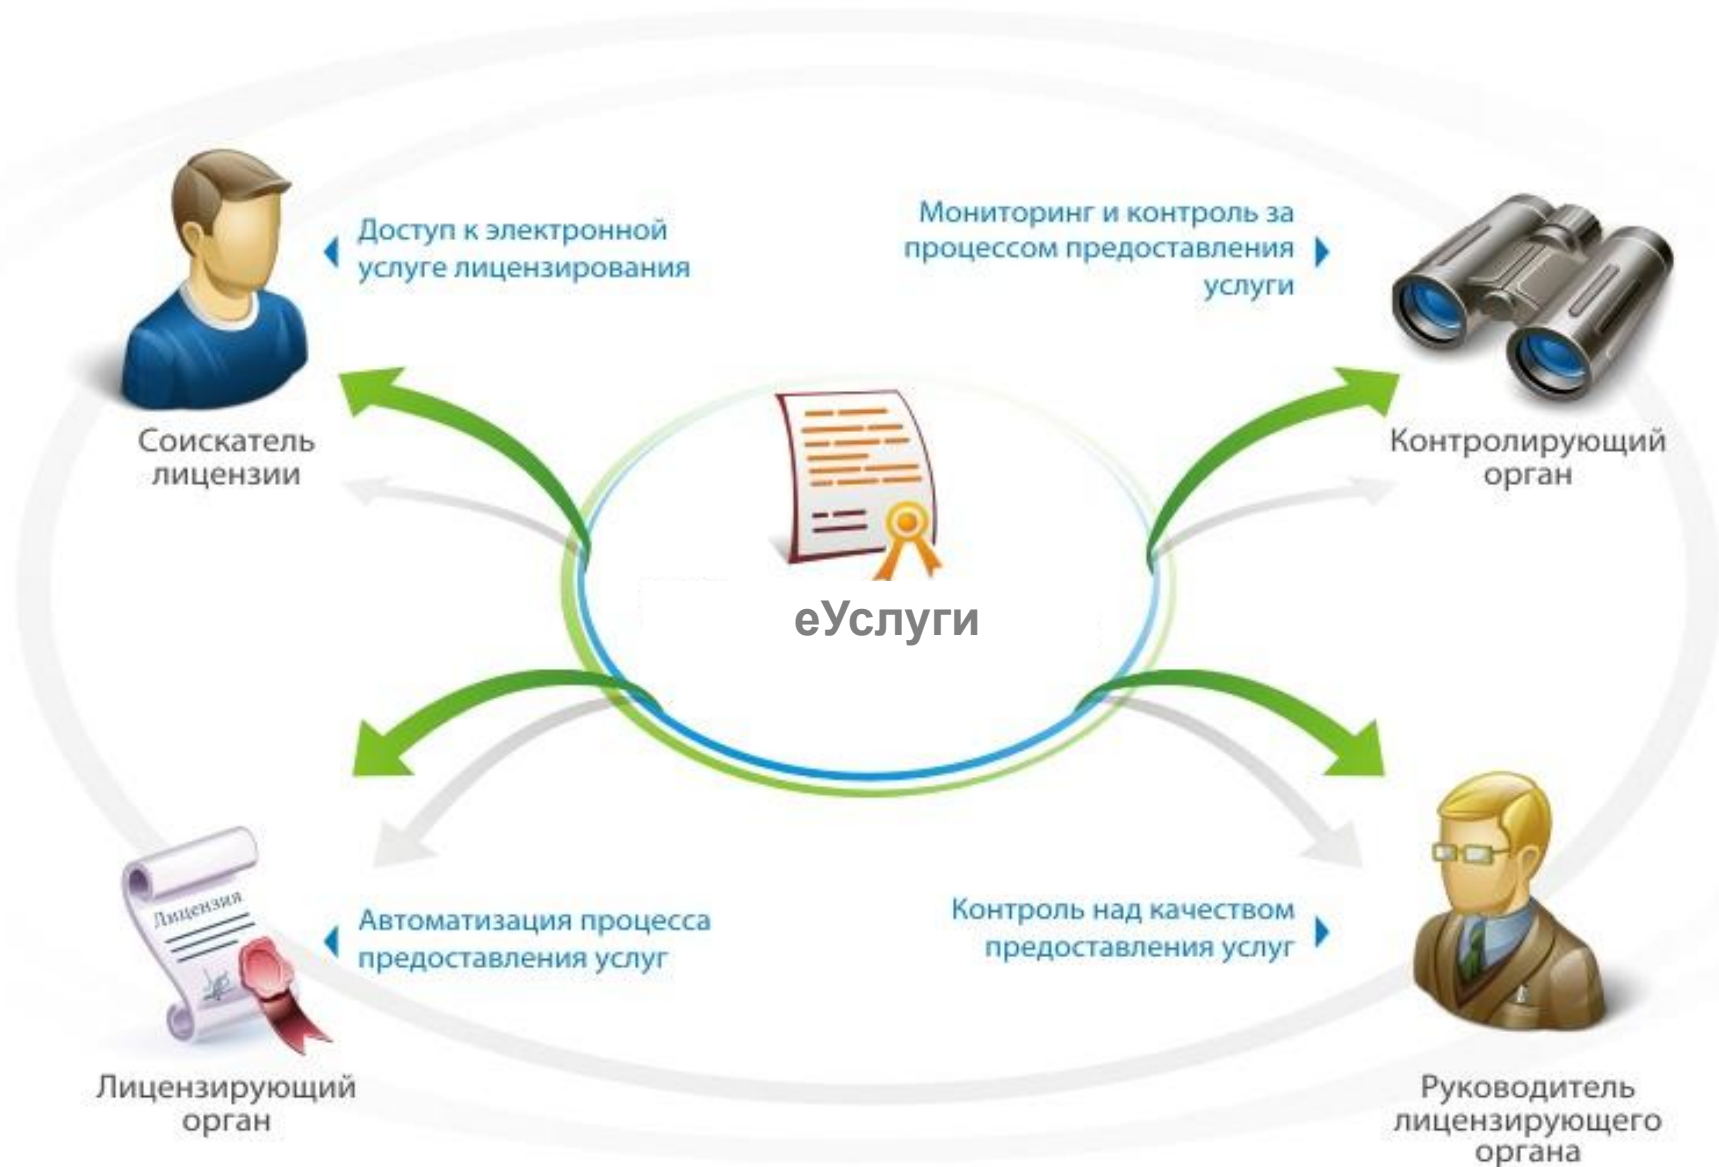 Доступ к электронной
услуге лицензирования
Соискатель
лицензии
Мониторинг и контроль за
процессом предоставления
услуги
Контролирующий
орган
еУслуги
Лицензия
Автоматизация процесса
предоставления услуг
Лицензирующий
орган
Контроль над качеством
предоставления услуг
Руководитель
лицензирующего
органа